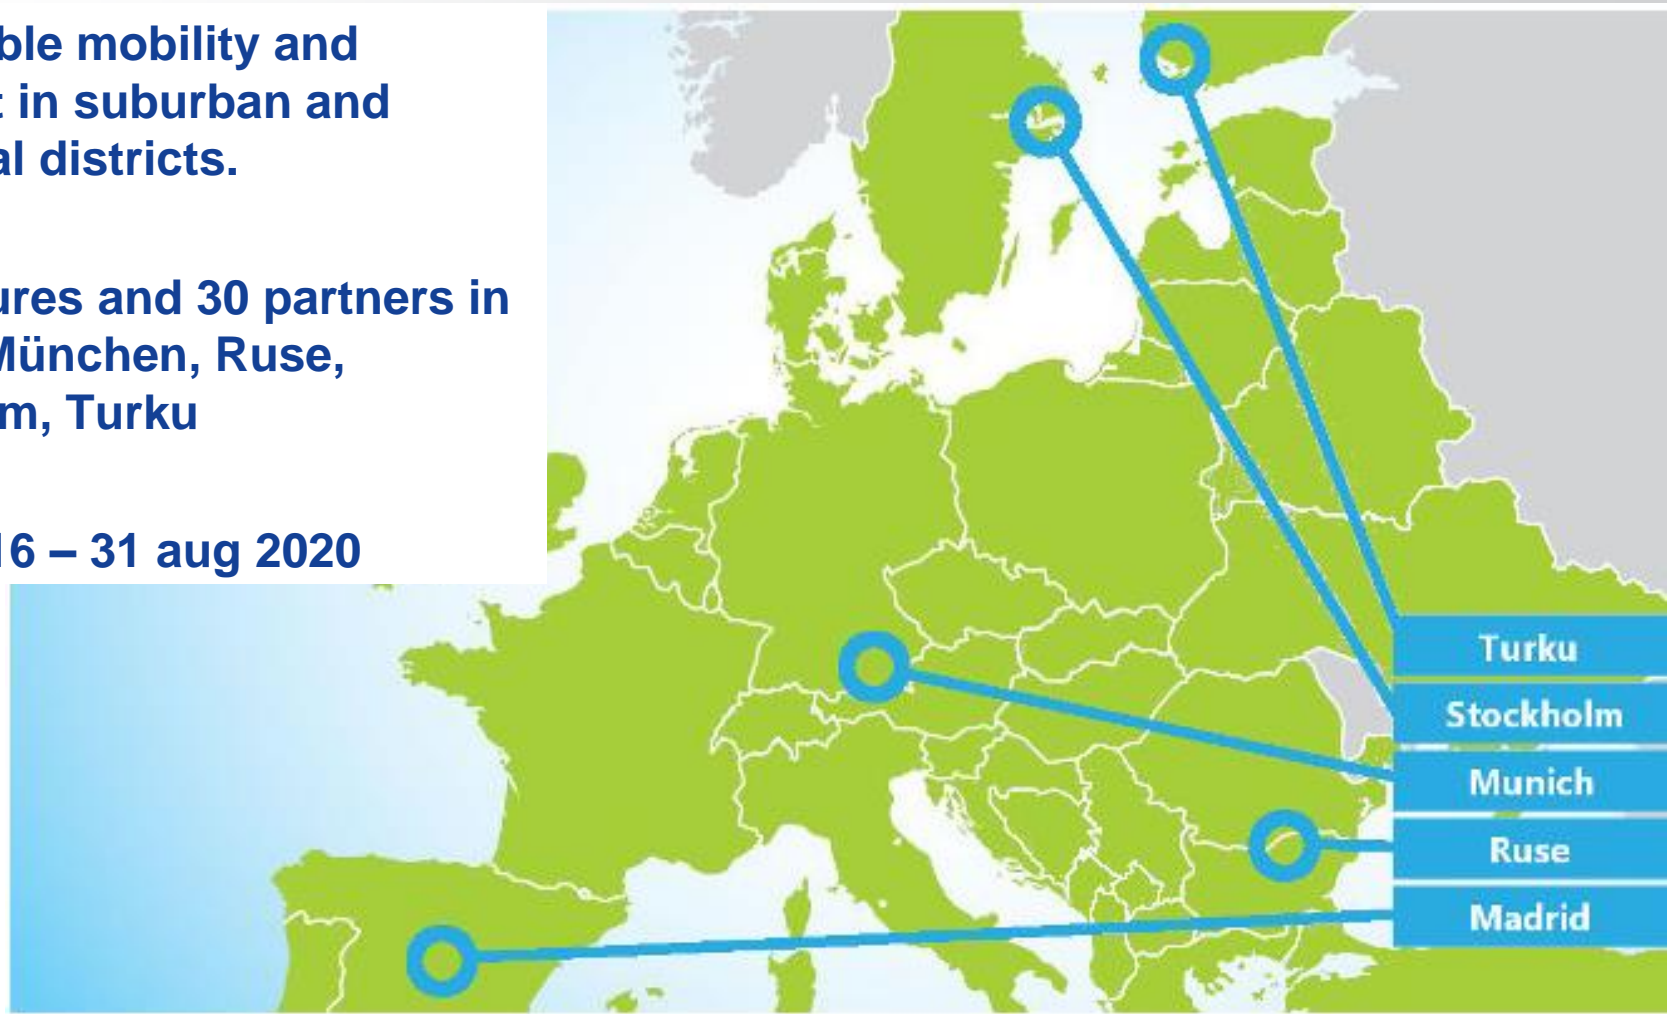 ble mobility and
t in suburban and
al districts.
ures and 30 partners in
München, Ruse,
m, Turku
16 – 31 aug 2020
Turku
Stockholm
Munich
Ruse
Madrid